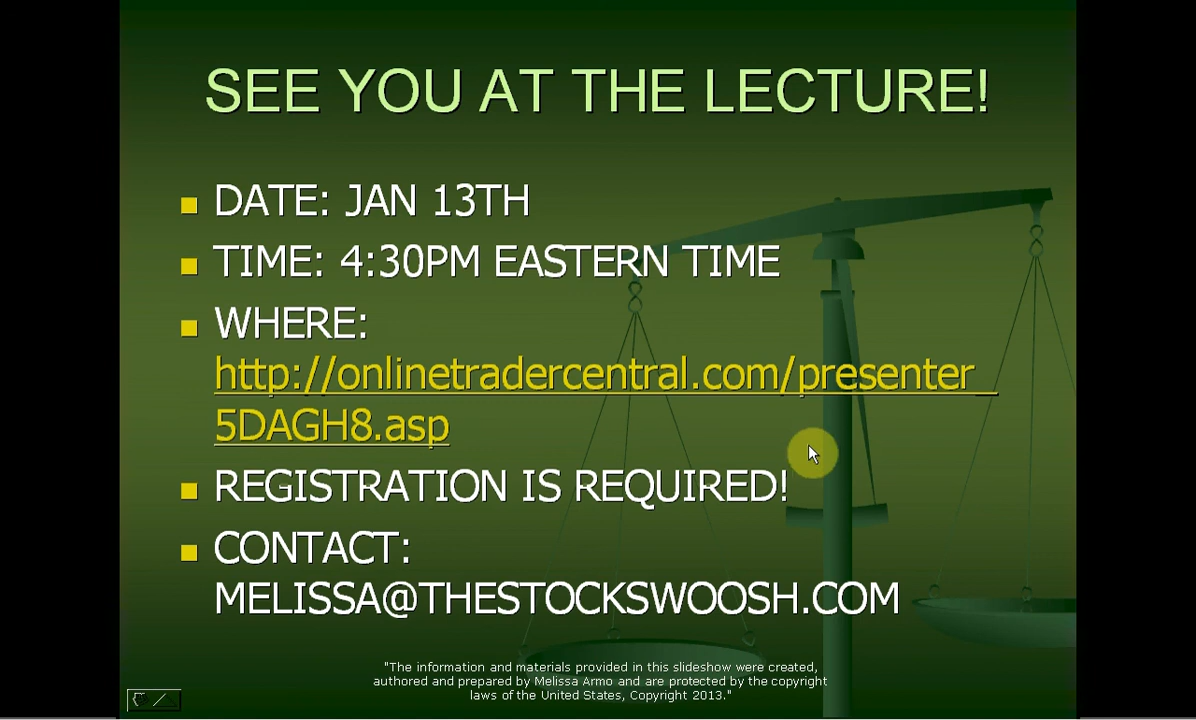 SEE YOU AT THE LECTURE!
DATE: JAN 13TH
TIME: 4:30PM EASTERN TIME
WHERE:
http://onlinetradercentral.com/presenter_
5DAGH8.asp
REGISTRATION IS REQUIRED!
CONTACT:
MELISSA@THESTOCKSWOOSH.COM
"The information and materials provided in this slideshow were created,
authored and prepared by Melissa Armo and are protected by the copyright
laws of the United States, Copyright 2013."